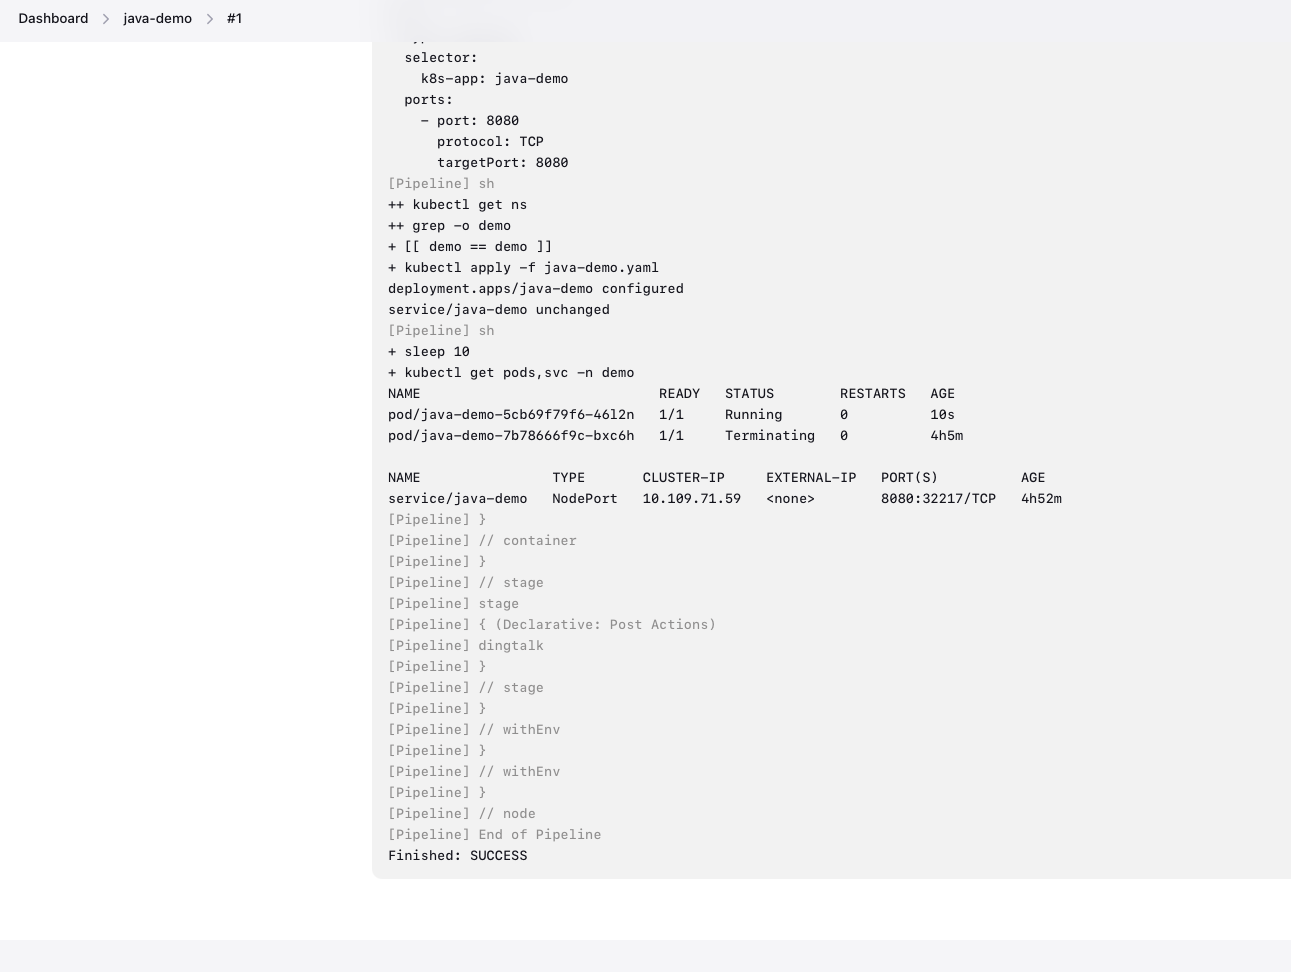 Dashboard > java-demo > #1
selector:
k8s-app: java-demo
ports:
- port: 8080
protocol: TCP
targetPort: 8080
[Pipeline] sh
++ kubectl get ns
++ grep -o demo
+ [[ demo == demo ]]
+ kubectl apply -f java-demo.yaml
deployment.apps/java-demo configured
service/java-demo unchanged
[Pipeline] sh
+ sleep 10
+ kubectl get pods,svc -n demo
NAME READY STATUS RESTARTS AGE
pod/java-demo-5cb69f79f6-46l2n 1/1 Running 0 10s
pod/java-demo-7b78666f9c-bxc6h 1/1 Terminating 0 4h5m
NAME TYPE CLUSTER-IP EXTERNAL-IP PORT(S) AGE
service/java-demo NodePort 10.109.71.59 <none> 8080:32217/TCP 4h52m
[Pipeline] }
[Pipeline] // container
[Pipeline] }
[Pipeline] // stage
[Pipeline] stage
[Pipeline] { (Declarative: Post Actions)
[Pipeline] dingtalk
[Pipeline] }
[Pipeline] // stage
[Pipeline] }
[Pipeline] // withEnv
[Pipeline] }
[Pipeline] // withEnv
[Pipeline] }
[Pipeline] // node
[Pipeline] End of Pipeline
Finished: SUCCESS